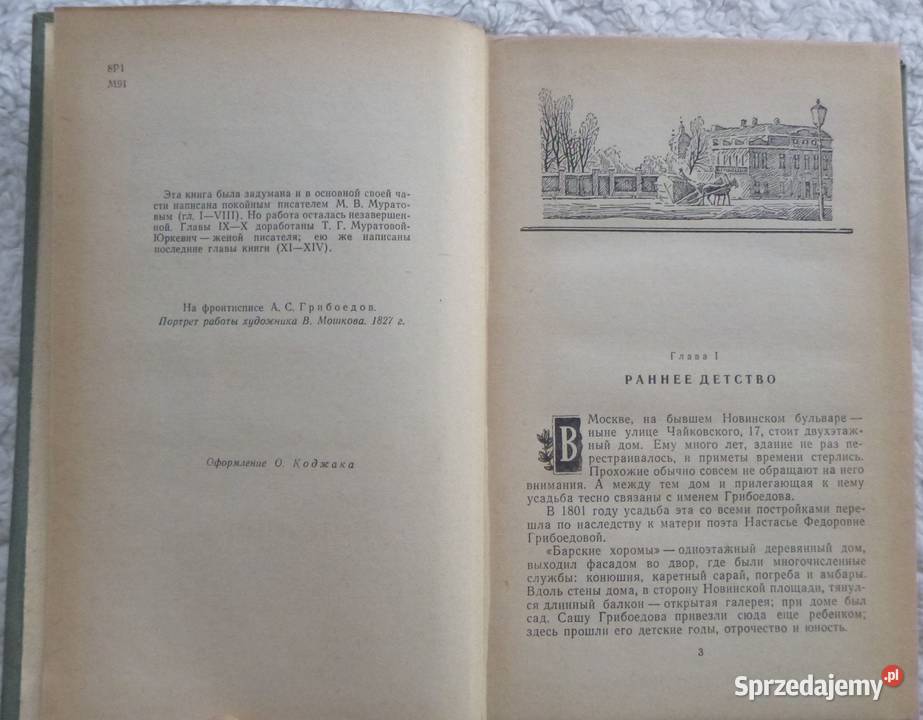 8Р1
М91
Эта книга была задумана и в основной своей ча-
сти написана покойным писателем М. В. Мурато-
вым (гл. I—VIII). Но работа осталась незавершен-
ной. Главы IX—X доработаны Т. Г. Муратовой-
Юркевич — женой писателя; ею же написаны
последние главы книги (XI—XIV).
На фронтисписе А. С. Грибоедов.
Портрет работы художника В. Мошкова. 1827 г.
Оформление О. Коджака
Глава I
РАННЕЕ ДЕТСТВО
В Москве, на бывшем Новинском бульваре —
ныне улице Чайковского, 17, стоит двухэтаж-
ный дом. Ему много лет, здание не раз пе-
рестраивалось, и приметы времени стерлись.
Прохожие обычно совсем не обращают на него
внимания. А между тем дом и прилегающая к нему
усадьба тесно связаны с именем Грибоедова.
В 1801 году усадьба эта со всеми постройками пере-
шла по наследству к матери поэта Настасье Федоровне
Грибоедовой.
«Барские хоромы» — одноэтажный деревянный дом,
выходил фасадом во двор, где были многочисленные
службы: конюшня, каретный сарай, погреба и амбары.
Вдоль стены дома, в сторону Новинской площади, тянул-
ся длинный балкон — открытая галерея; при доме был
сад. Сашу Грибоедова привезли сюда еще ребенком;
здесь прошли его детские годы, отрочество и юность.
3
Sprzedajemy.pl